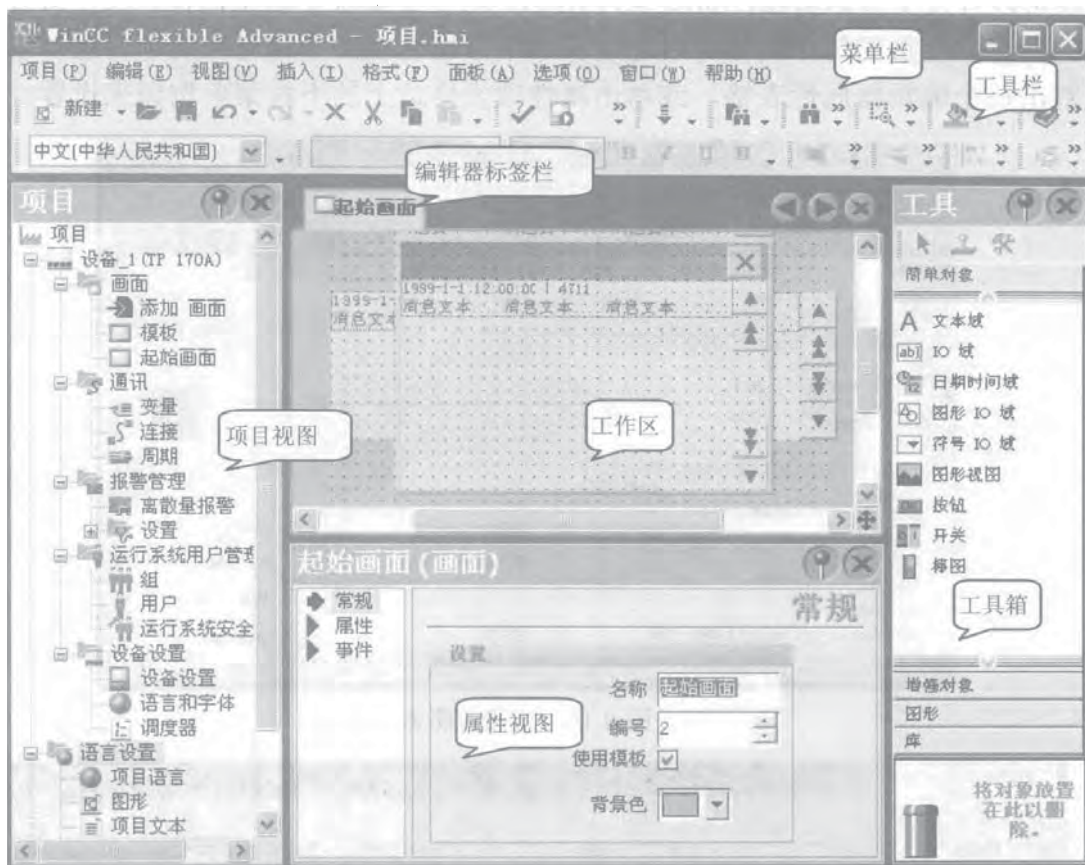 WinCC flexible Advanced - 项目.hmi
项目(P) 编辑(E) 视图(V) 插入(I) 格式(F) 面板(A) 选项(O) 窗口(W) 帮助(H)
菜单栏
工具栏
新建
中文(中华人民共和国)
编辑器标签栏
项目
项目
设备_1(TP 170A)
画面
添加 画面
模板
起始画面
通讯
变量
连接
周期
报警管理
离散量报警
设置
运行系统用户管理
组
用户
运行系统安全
设备设置
设备设置
语言和字体
调度器
语言设置
项目语言
图形
项目文本
项目视图
起始画面
1999-1-1 12:00:00 | 4711
消息文本 消息文本 消息文本
1999-1-
消息文本
工作区
起始画面(画面)
常规
属性
事件
常规
设置
名称 起始画面
编号 2
使用模板
背景色
属性视图
工具
简单对象
A 文本域
ab| IO 域
12 日期时间域
图形 IO 域
符号 IO 域
图形视图
OK 按钮
0 1 开关
棒图
工具箱
增强对象
图形
库
将对象放置
在此以删
除。